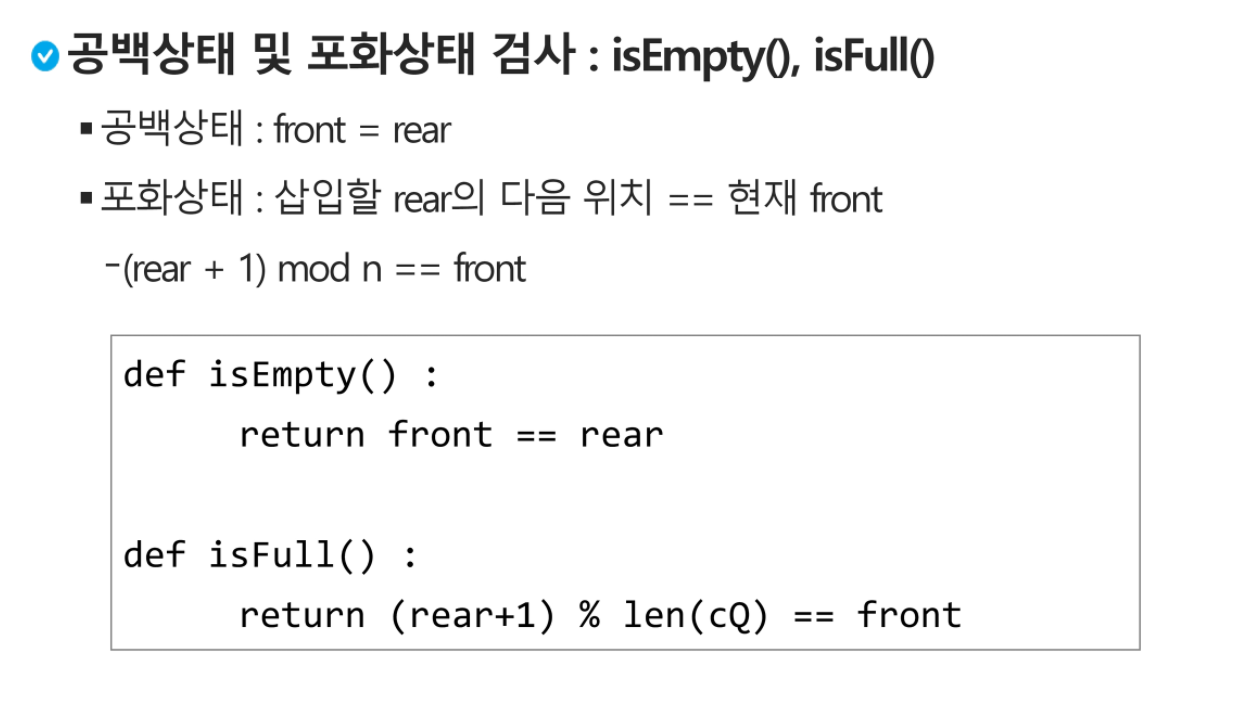 공백상태 및 포화상태 검사 : isEmpty(), isFull()
▪ 공백상태 : front = rear
▪ 포화상태 : 삽입할 rear의 다음 위치 == 현재 front
-(rear + 1) mod n == front
def isEmpty() :
return front == rear
def isFull() :
return (rear+1) % len(cQ) == front